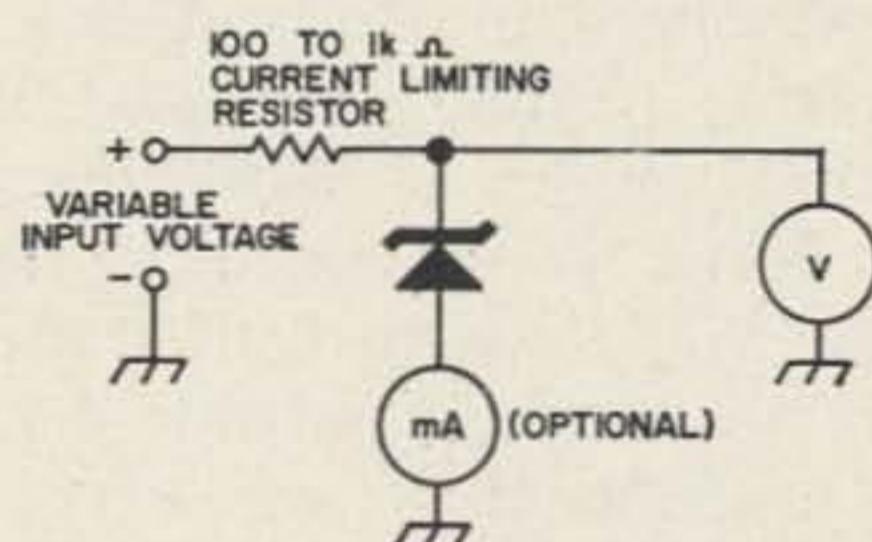 100 TO 1k Ω
CURRENT LIMITING
RESISTOR
+
VARIABLE
INPUT VOLTAGE
-
V
mA (OPTIONAL)